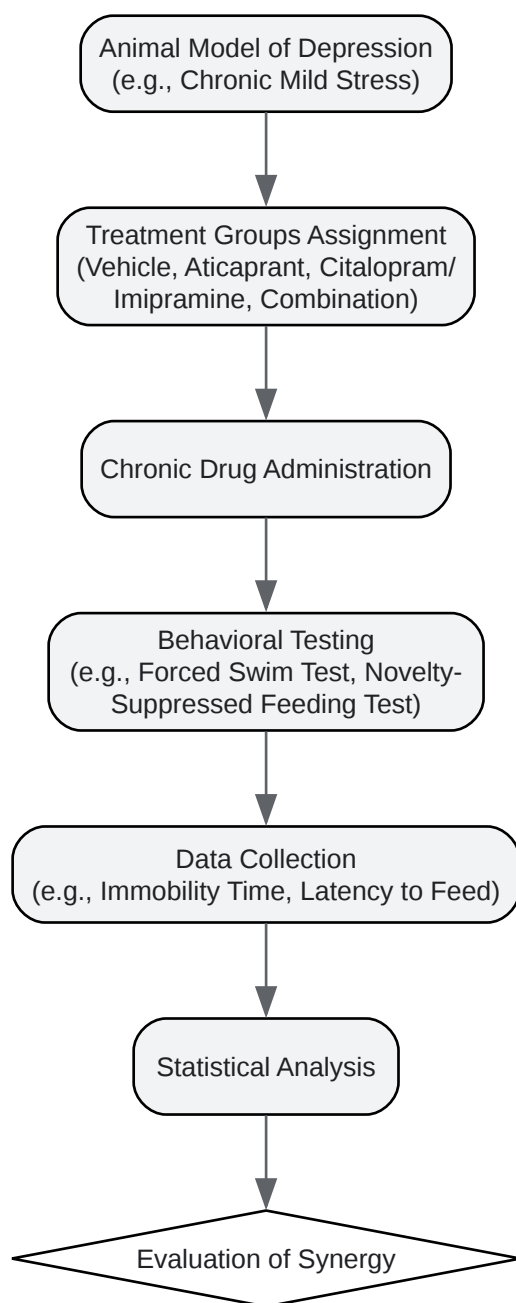 Animal Model of Depression
(e.g., Chronic Mild Stress)
Treatment Groups Assignment
(Vehicle, Aticaprant, Citalopram/
Imipramine, Combination)
Chronic Drug Administration
Behavioral Testing
(e.g., Forced Swim Test, Novelty-
Suppressed Feeding Test)
Data Collection
(e.g., Immobility Time, Latency to Feed)
Statistical Analysis
Evaluation of Synergy